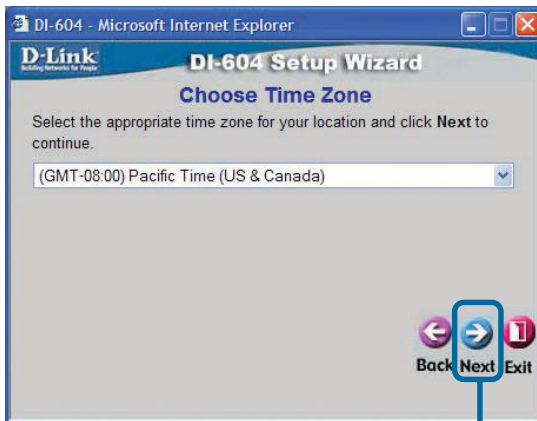 DI-604 - Microsoft Internet Explorer
D-Link
Building Networks for People
DI-604 Setup Wizard
Choose Time Zone
Select the appropriate time zone for your location and click Next to
continue.
(GMT-08:00) Pacific Time (US & Canada)
Back Next Exit